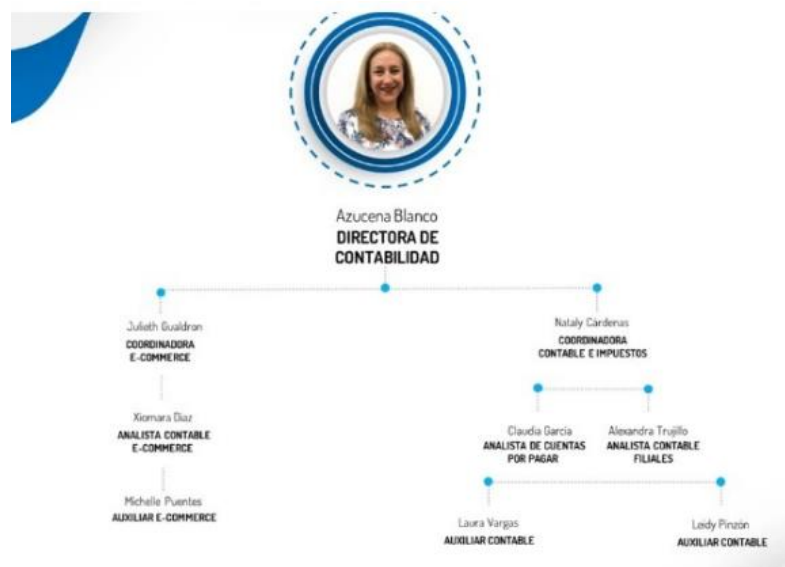 Azucena Blanco
DIRECTORA DE
CONTABILIDAD
Julieth Gualdron
COORDINADORA
E-COMMERCE
Nataly Cárdenas
COORDINADORA
CONTABLE E IMPUESTOS
Xiomara Diaz
ANALISTA CONTABLE
E-COMMERCE
Claudia García
ANALISTA DE CUENTAS
POR PAGAR
Alexandra Trujillo
ANALISTA CONTABLE
FILIALES
Michelle Puentes
AUXILIAR E-COMMERCE
Laura Vargas
AUXILIAR CONTABLE
Leidy Pinzón
AUXILIAR CONTABLE